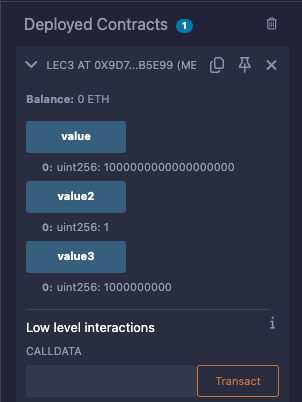 Deployed Contracts 1
LEC3 AT 0X9D7...B5E99 (ME
Balance: 0 ETH
value
0: uint256: 1000000000000000000
value2
0: uint256: 1
value3
0: uint256: 1000000000
Low level interactions
i
CALLDATA
Transact